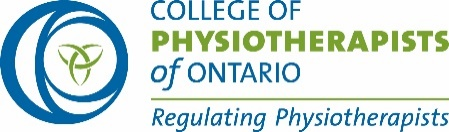 COLLEGE OF
PHYSIOTHERAPISTS
of ONTARIO
Regulating Physiotherapists